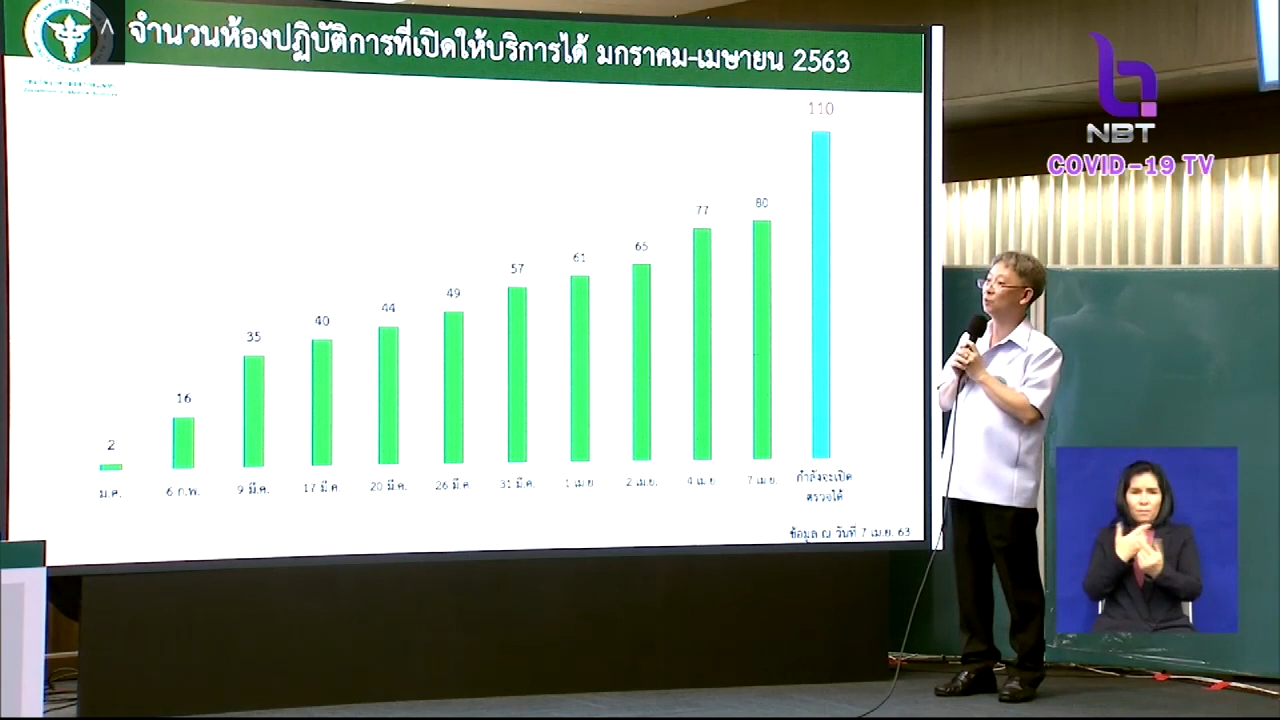 จำนวนห้องปฏิบัติการที่เปิดให้บริการได้ มกราคม-เมษายน 2563
NBT
COVID-19 TV
2
16
35
40
44
49
57
61
65
77
80
110
ม.ค.
6 ก.พ.
9 มี.ค.
17 มี.ค
20 มี.ค.
26 มี.ค
31 มี.ค.
1 เม.ย
2 เม.ย.
4 เม.ย
7 เม.ย.
กำลังจะเปิด
ตรวจได้
ข้อมูล ณ วันที่ 7 เม.ย. 63